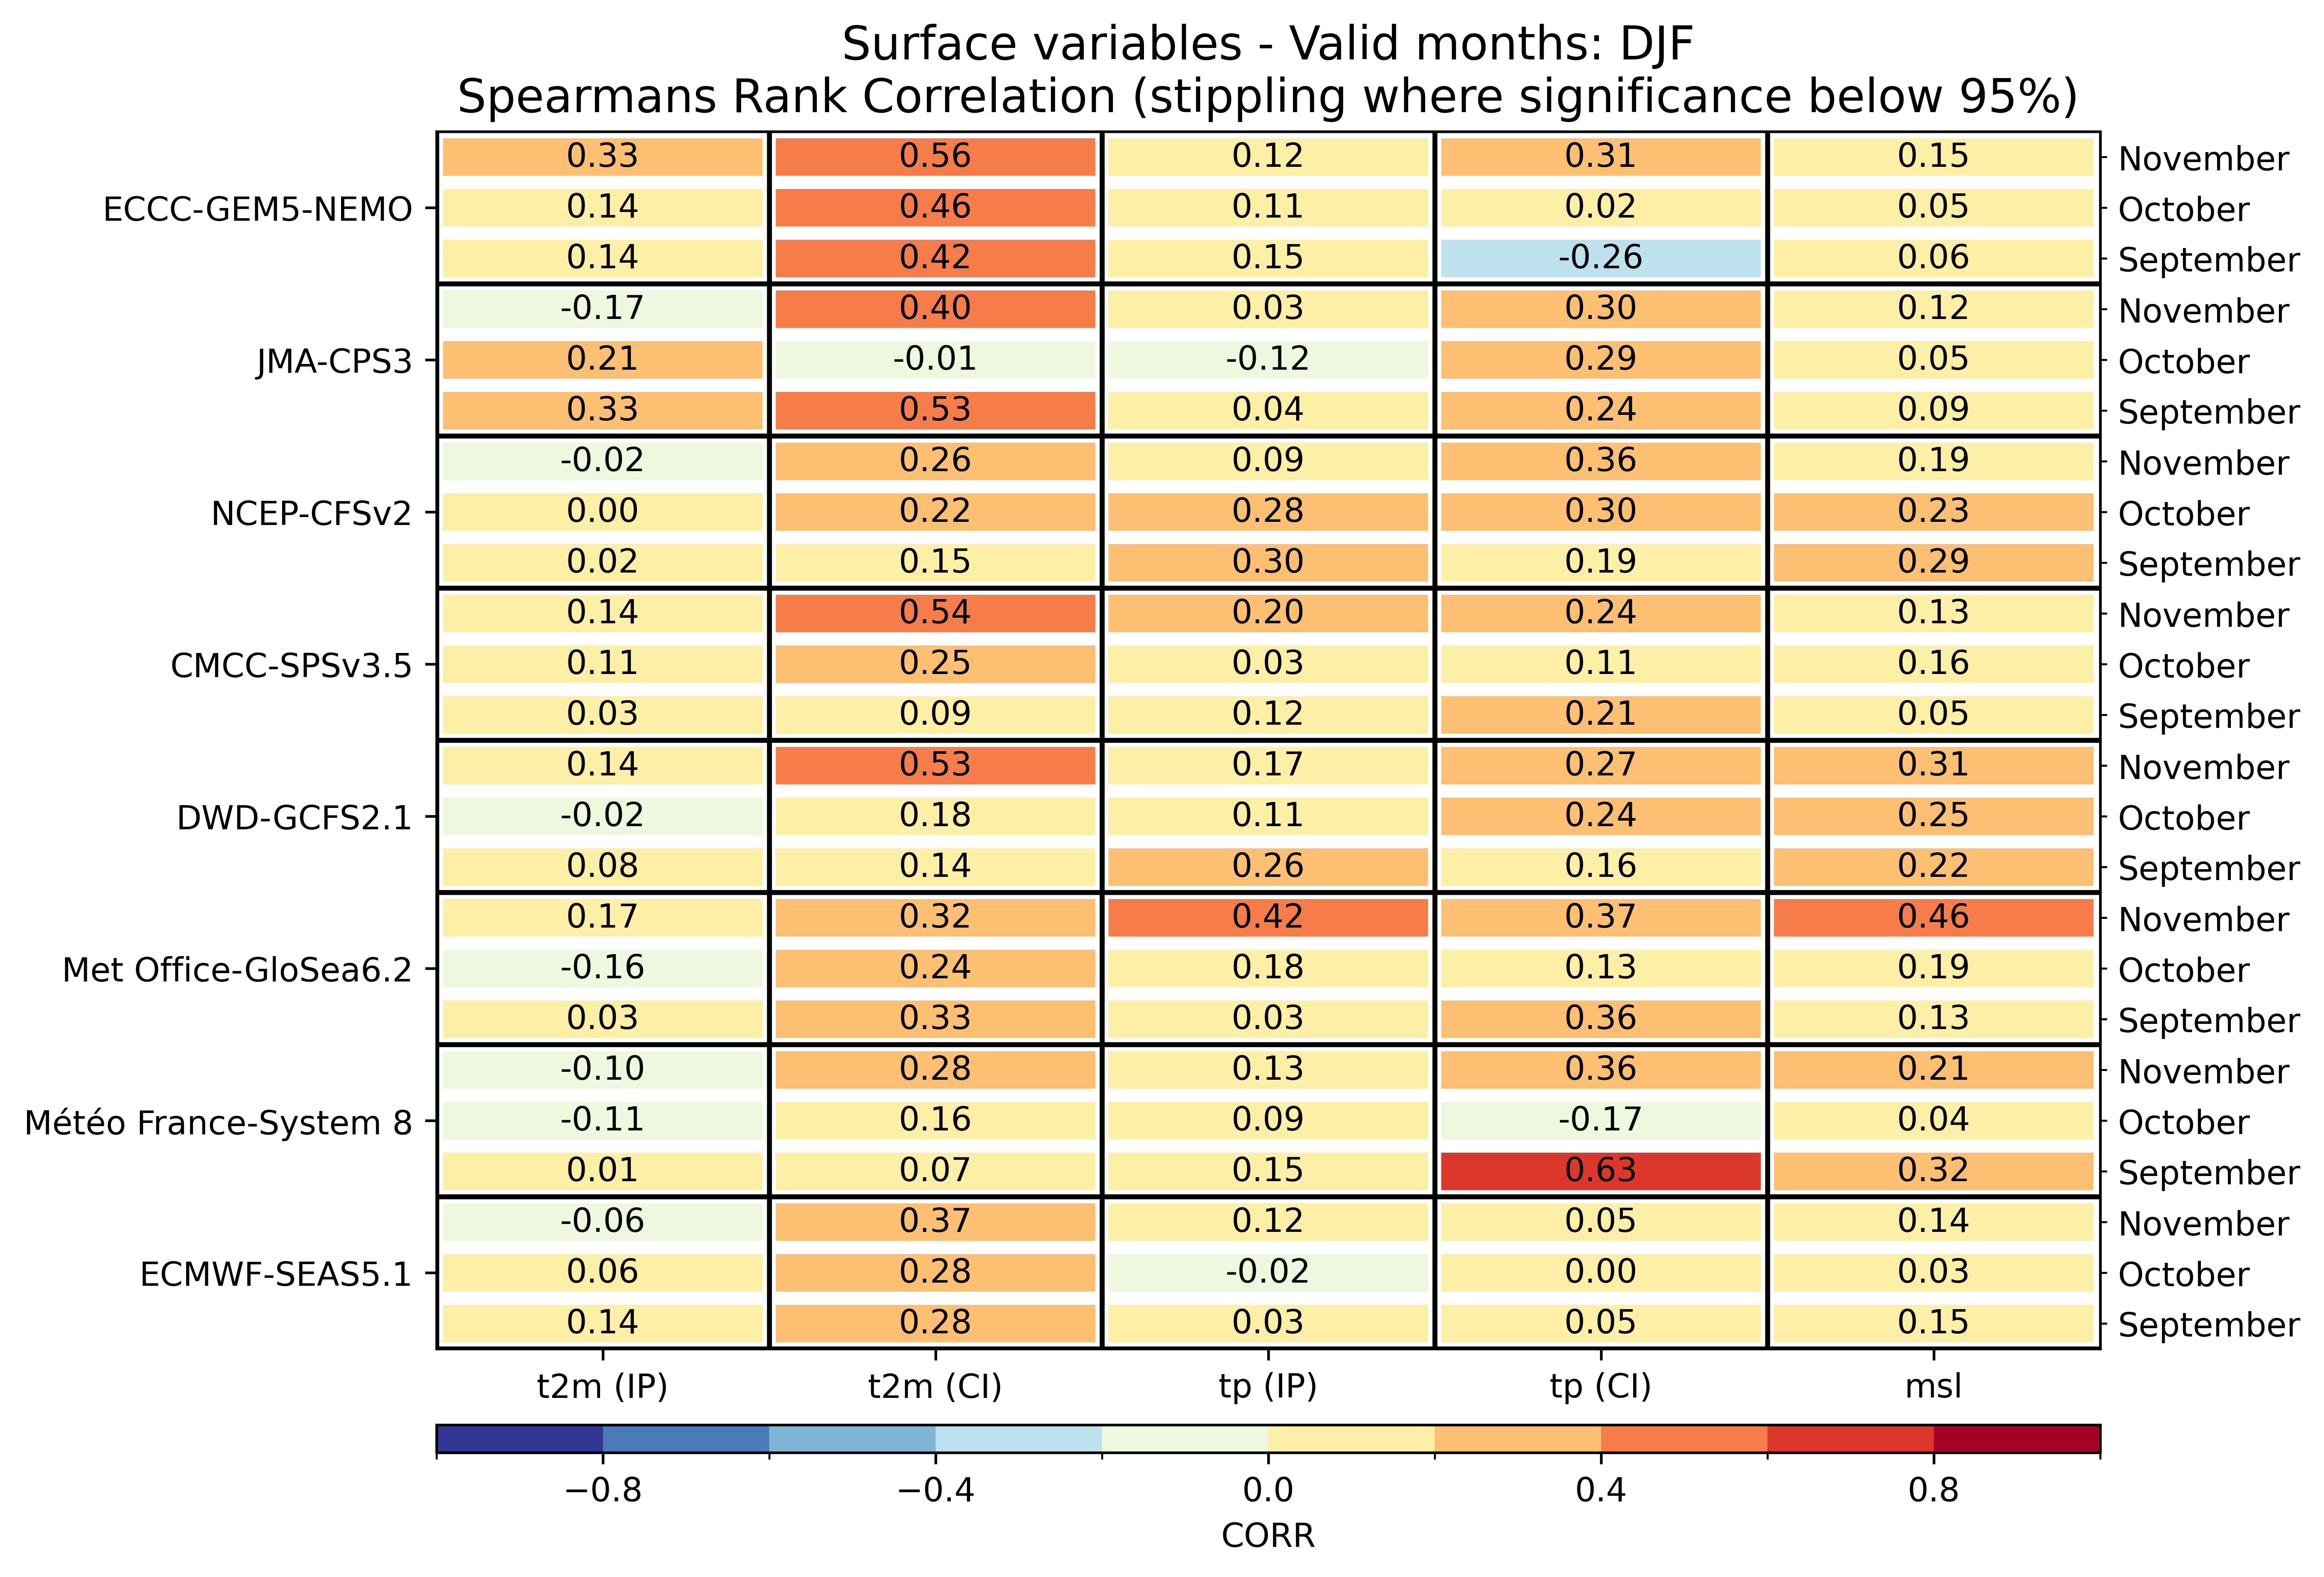 Surface variables - Valid months: DJF
Spearmans Rank Correlation (stippling where significance below 95%)
0.33 0.56 0.12 0.31 0.15 November
ECCC-GEM5-NEMO 0.14 0.46 0.11 0.02 0.05 October
0.14 0.42 0.15 -0.26 0.06 September
-0.17 0.40 0.03 0.30 0.12 November
JMA-CPS3 0.21 -0.01 -0.12 0.29 0.05 October
0.33 0.53 0.04 0.24 0.09 September
-0.02 0.26 0.09 0.36 0.19 November
NCEP-CFSv2 0.00 0.22 0.28 0.30 0.23 October
0.02 0.15 0.30 0.19 0.29 September
0.14 0.54 0.20 0.24 0.13 November
CMCC-SPSv3.5 0.11 0.25 0.03 0.11 0.16 October
0.03 0.09 0.12 0.21 0.05 September
0.14 0.53 0.17 0.27 0.31 November
DWD-GCFS2.1 -0.02 0.18 0.11 0.24 0.25 October
0.08 0.14 0.26 0.16 0.22 September
0.17 0.32 0.42 0.37 0.46 November
Met Office-GloSea6.2 -0.16 0.24 0.18 0.13 0.19 October
0.03 0.33 0.03 0.36 0.13 September
-0.10 0.28 0.13 0.36 0.21 November
Météo France-System 8 -0.11 0.16 0.09 -0.17 0.04 October
0.01 0.07 0.15 0.63 0.32 September
-0.06 0.37 0.12 0.05 0.14 November
ECMWF-SEAS5.1 0.06 0.28 -0.02 0.00 0.03 October
0.14 0.28 0.03 0.05 0.15 September
t2m (IP) t2m (CI) tp (IP) tp (CI) msl
−0.8 −0.4 0.0 0.4 0.8
CORR